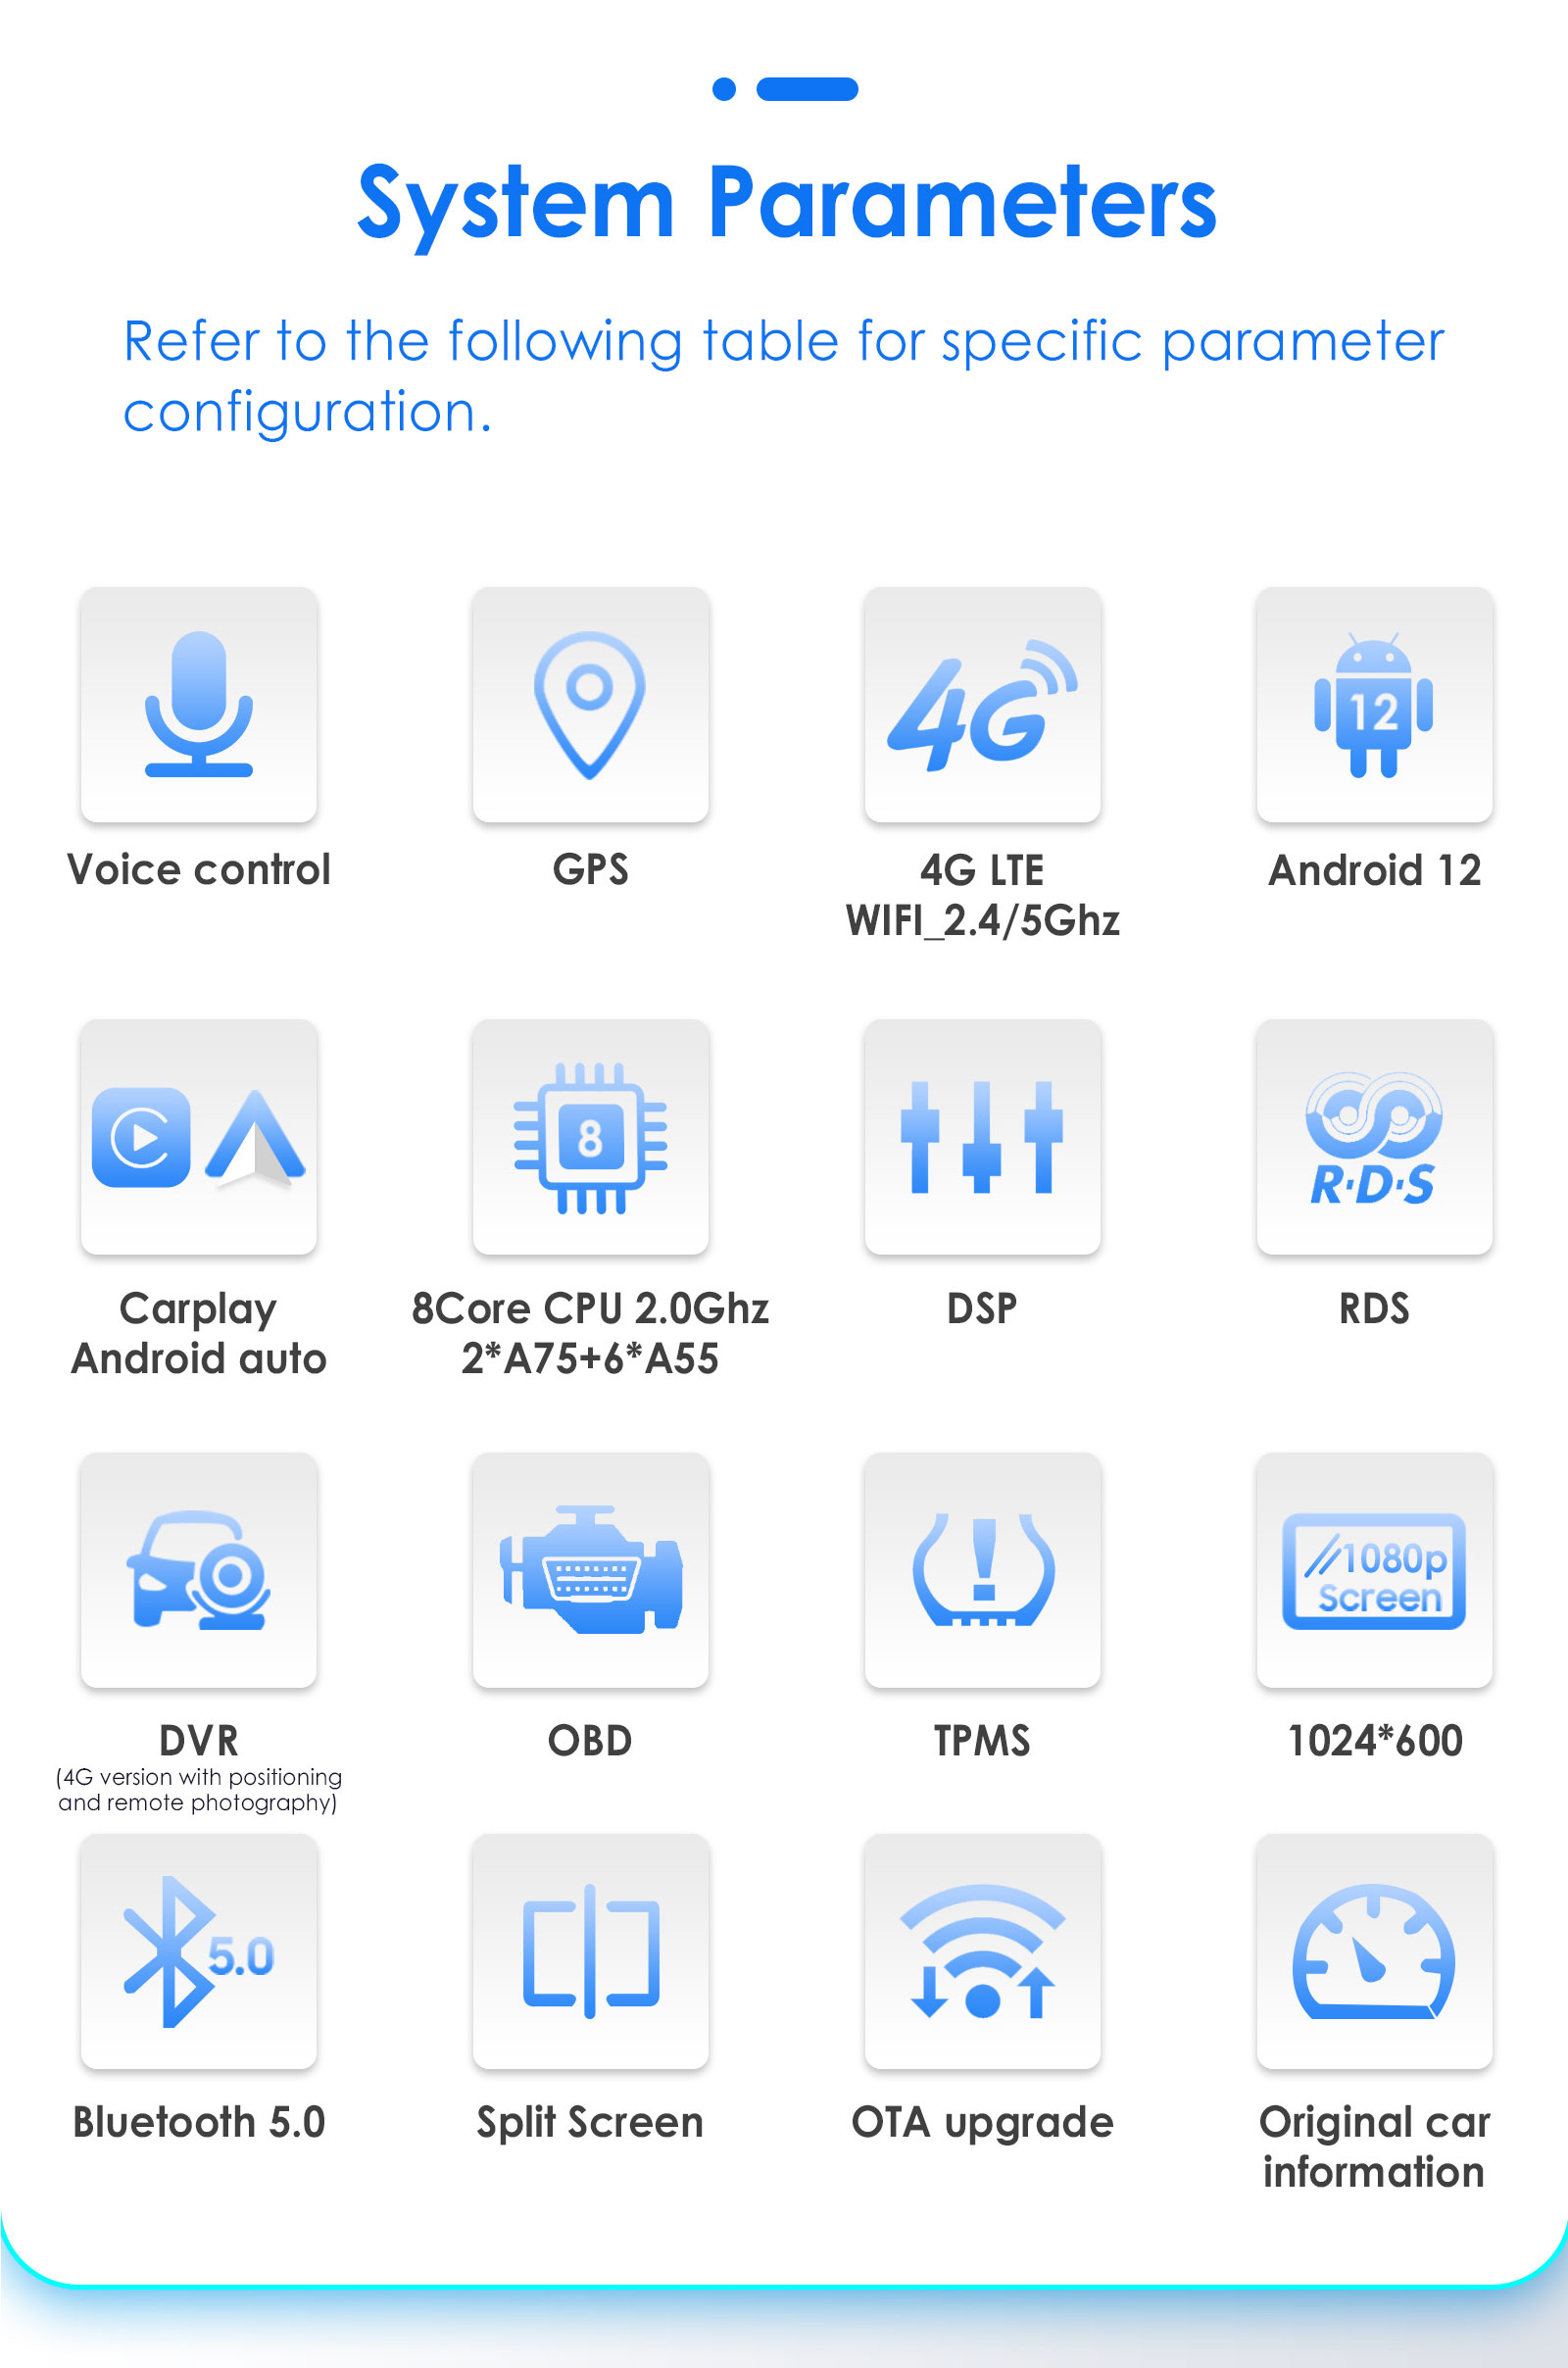 System Parameters
Refer to the following table for specific parameter
configuration.
4G
12
Voice control
GPS
4G LTE
WIFI_2.4/5Ghz
Android 12
8
R·D·S
Carplay
Android auto
8Core CPU 2.0Ghz
2*A75+6*A55
DSP
RDS
1080p
Screen
DVR
(4G version with positioning
and remote photography)
OBD
TPMS
1024*600
5.0
Bluetooth 5.0
Split Screen
OTA upgrade
Original car
information